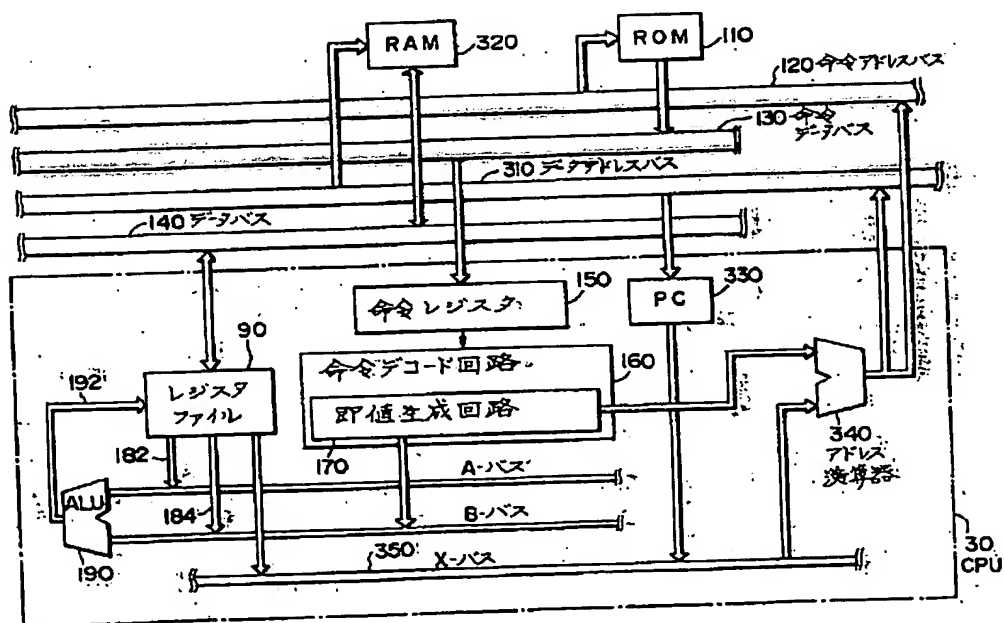 RAM
320
ROM
110
120 命令アドレスバス
130 命令
データバス
310 データアドレスバス
140 データバス
命令レジスタ
150
PC
330
90
192
レジスタ
ファイル
命令デコード回路
160
即値生成回路
170
340
アドレス
演算器
182
184
A-バス
ALU
B-バス
190
350
X-バス
30
CPU